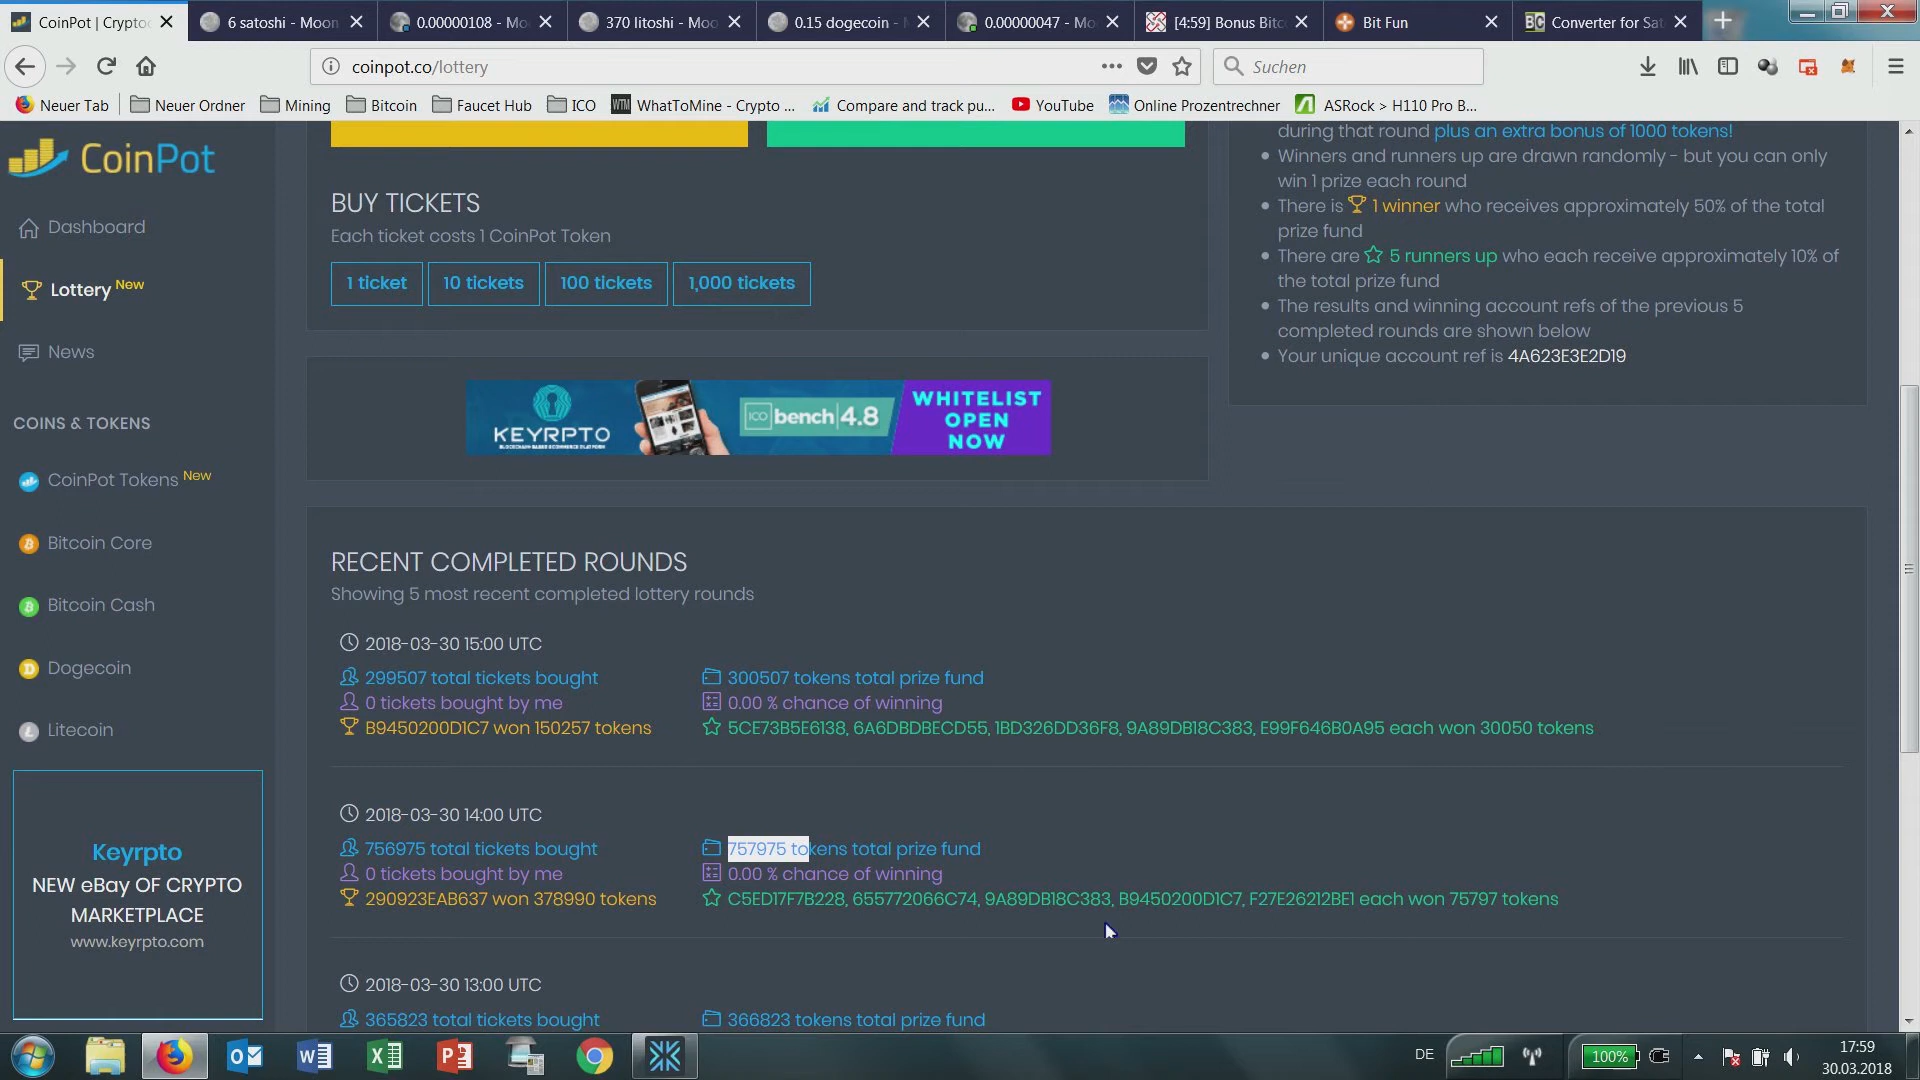 CoinPot | Crypto
6 satoshi - Moon
0.00000108 - Mo
370 litoshi - Moo
0.15 dogecoin -
0.00000047 - Mo
[4:59] Bonus Bitc
Bit Fun
Converter for Sat
coinpot.co/lottery
Suchen
Neuer Tab
Neuer Ordner
Mining
Bitcoin
Faucet Hub
ICO
WTM WhatToMine - Crypto ...
Compare and track pu...
YouTube
Online Prozentrechner
ASRock > H110 Pro B...
CoinPot
Dashboard
Lottery New
News
COINS & TOKENS
CoinPot Tokens New
Bitcoin Core
Bitcoin Cash
Dogecoin
Litecoin
Keyrpto
NEW eBay OF CRYPTO
MARKETPLACE
www.keyrpto.com
BUY TICKETS
Each ticket costs 1 CoinPot Token
1 ticket
10 tickets
100 tickets
1,000 tickets
KEYRPTO
BLOCKCHAIN BASED ECOMMERCE PLATFORM
ICO bench | 4.8
WHITELIST
OPEN
NOW
during that round plus an extra bonus of 1000 tokens!
Winners and runners up are drawn randomly - but you can only
win 1 prize each round
There is 1 winner who receives approximately 50% of the total
prize fund
There are 5 runners up who each receive approximately 10% of
the total prize fund
The results and winning account refs of the previous 5
completed rounds are shown below
Your unique account ref is 4A623E3E2D19
RECENT COMPLETED ROUNDS
Showing 5 most recent completed lottery rounds
2018-03-30 15:00 UTC
299507 total tickets bought
300507 tokens total prize fund
0 tickets bought by me
0.00 % chance of winning
B9450200D1C7 won 150257 tokens
5CE73B5E6138, 6A6DBDBECD55, 1BD326DD36F8, 9A89DB18C383, E99F646B0A95 each won 30050 tokens
2018-03-30 14:00 UTC
756975 total tickets bought
757975 tokens total prize fund
0 tickets bought by me
0.00 % chance of winning
290923EAB637 won 378990 tokens
C5ED17F7B228, 655772066C74, 9A89DB18C383, B9450200D1C7, F27E26212BE1 each won 75797 tokens
2018-03-30 13:00 UTC
365823 total tickets bought
366823 tokens total prize fund
DE
100%
17:59
30.03.2018